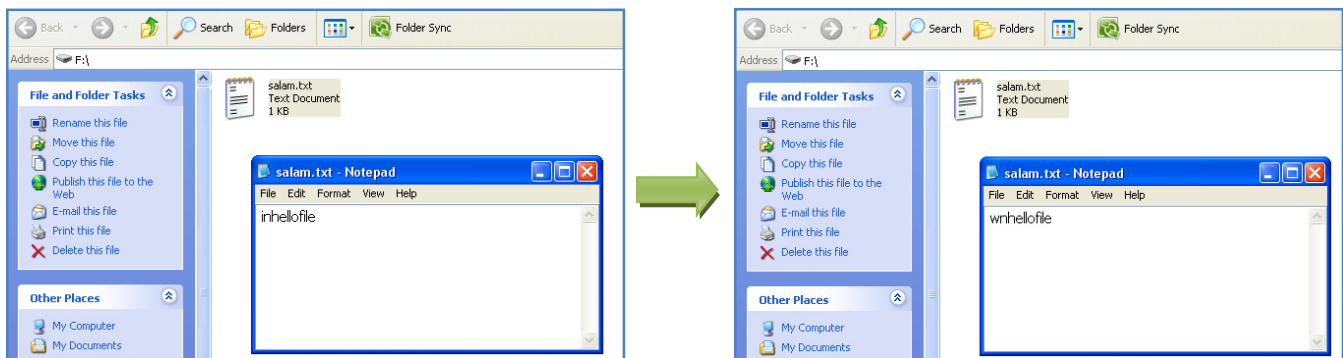 Back Search Folders Folder Sync
Address F:\
File and Folder Tasks
Rename this file
Move this file
Copy this file
Publish this file to the
Web
E-mail this file
Print this file
Delete this file
Other Places
My Computer
My Documents
salam.txt
Text Document
1 KB
salam.txt - Notepad
File Edit Format View Help
inhellofile
Back Search Folders Folder Sync
Address F:\
File and Folder Tasks
Rename this file
Move this file
Copy this file
Publish this file to the
Web
E-mail this file
Print this file
Delete this file
Other Places
My Computer
My Documents
salam.txt
Text Document
1 KB
salam.txt - Notepad
File Edit Format View Help
wnhellofile